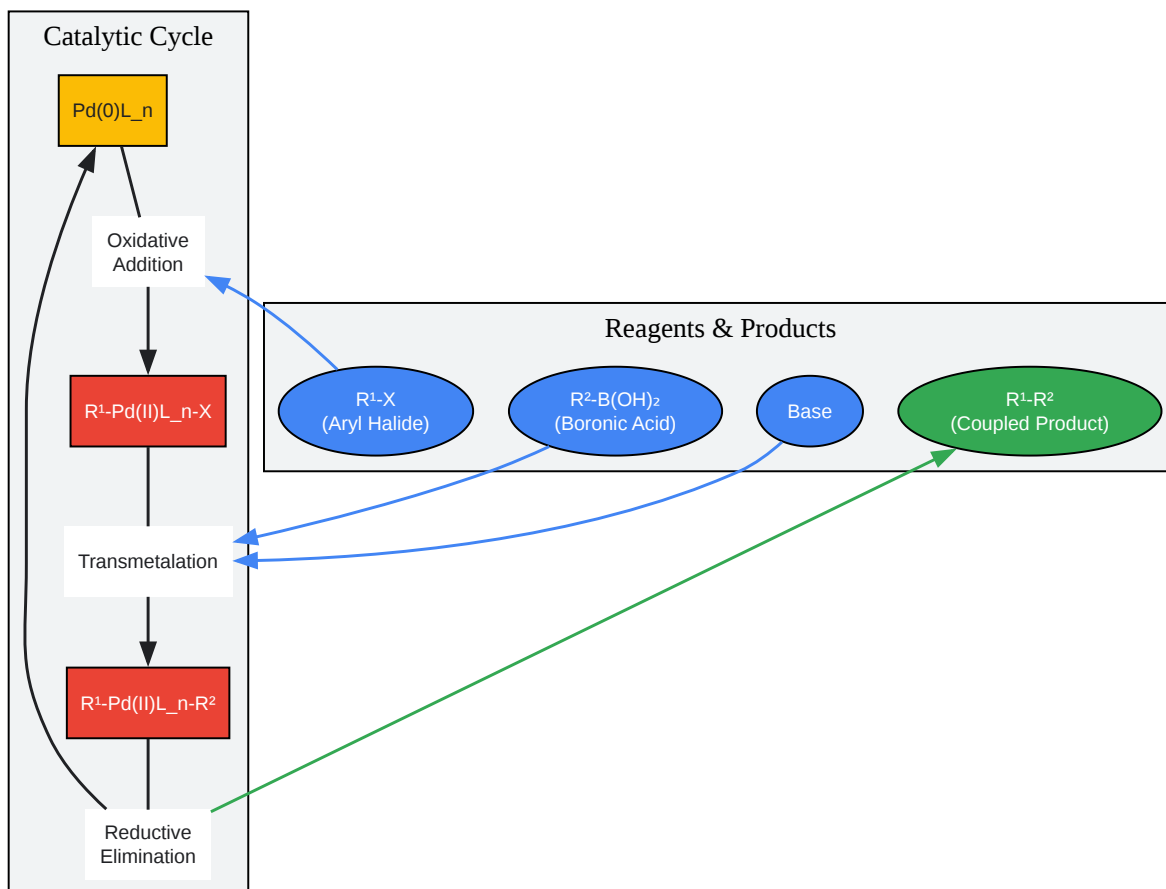 Catalytic Cycle
Pd(0)L_n
Oxidative
Addition
R¹-Pd(II)L_n-X
Transmetalation
R¹-Pd(II)L_n-R²
Reductive
Elimination
Reagents & Products
R¹-X
(Aryl Halide)
R²-B(OH)₂
(Boronic Acid)
Base
R¹-R²
(Coupled Product)